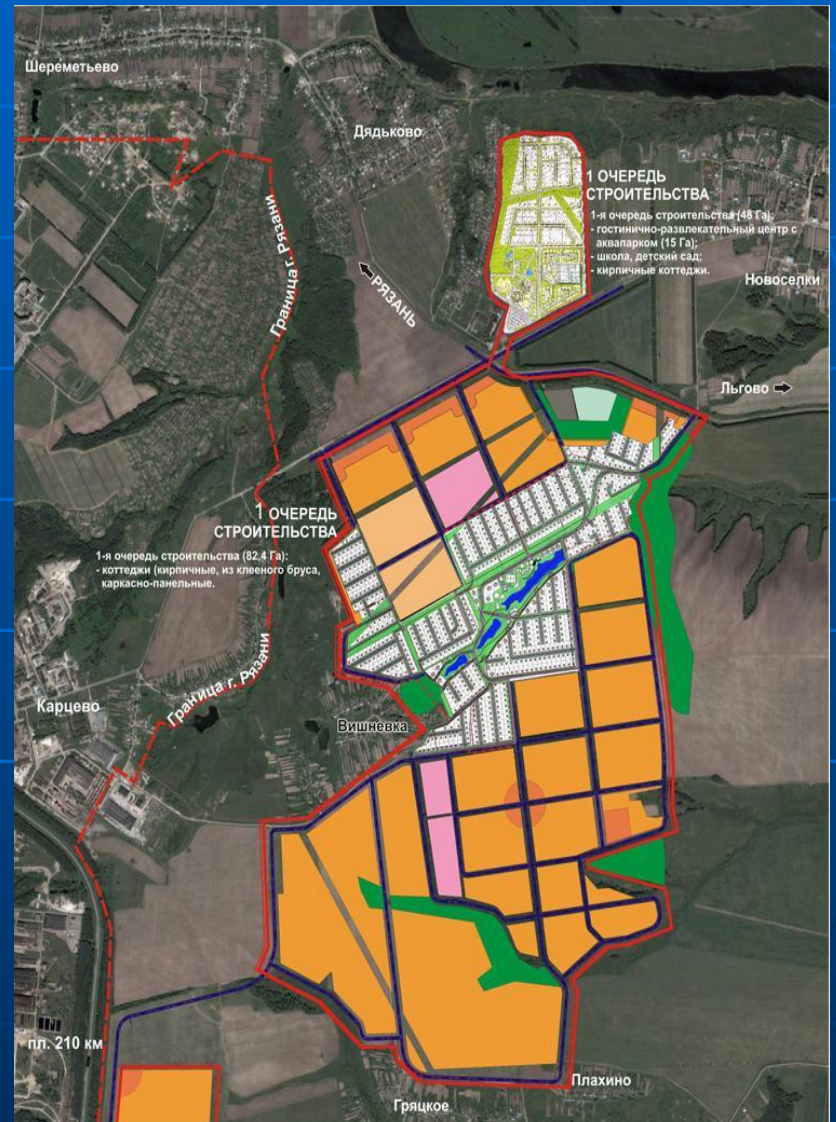 Шереметьево
Дядьково
1 ОЧЕРЕДЬ
СТРОИТЕЛЬСТВА
1-я очередь строительства (48 Га):
- гостинично-развлекательный центр с
аквапарком (15 Га);
- школа, детский сад;
- кирпичные коттеджи.
Граница г. Рязани
РЯЗАНЬ
Новоселки
Льгово
1 ОЧЕРЕДЬ
СТРОИТЕЛЬСТВА
1-я очередь строительства (82,4 Га):
- коттеджи (кирпичные, из клееного бруса,
каркасно-панельные.
Граница г. Рязани
Карцево
Вишневка
пл. 210 км
Плахино
Гряцкое